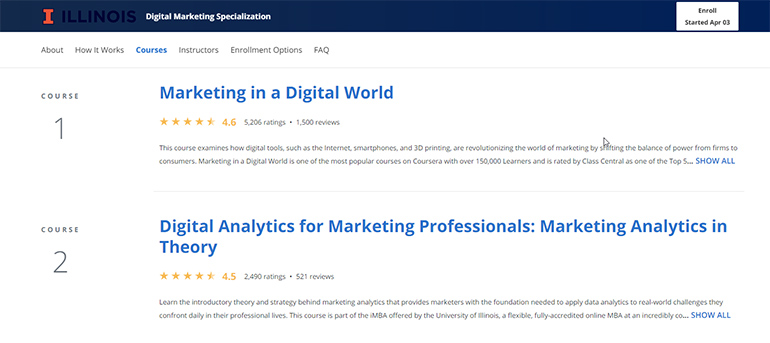 ILLINOIS Digital Marketing Specialization
Enroll
Started Apr 03
About How It Works Courses Instructors Enrollment Options FAQ
COURSE
1
Marketing in a Digital World
4.6 5,206 ratings • 1,500 reviews
This course examines how digital tools, such as the Internet, smartphones, and 3D printing, are revolutionizing the world of marketing by shifting the balance of power from firms to
consumers. Marketing in a Digital World is one of the most popular courses on Coursera with over 150,000 Learners and is rated by Class Central as one of the Top 5... SHOW ALL
COURSE
2
Digital Analytics for Marketing Professionals: Marketing Analytics in
Theory
4.5 2,490 ratings • 521 reviews
Learn the introductory theory and strategy behind marketing analytics that provides marketers with the foundation needed to apply data analytics to real-world challenges they
confront daily in their professional lives. This course is part of the iMBA offered by the University of Illinois, a flexible, fully-accredited online MBA at an incredibly co... SHOW ALL